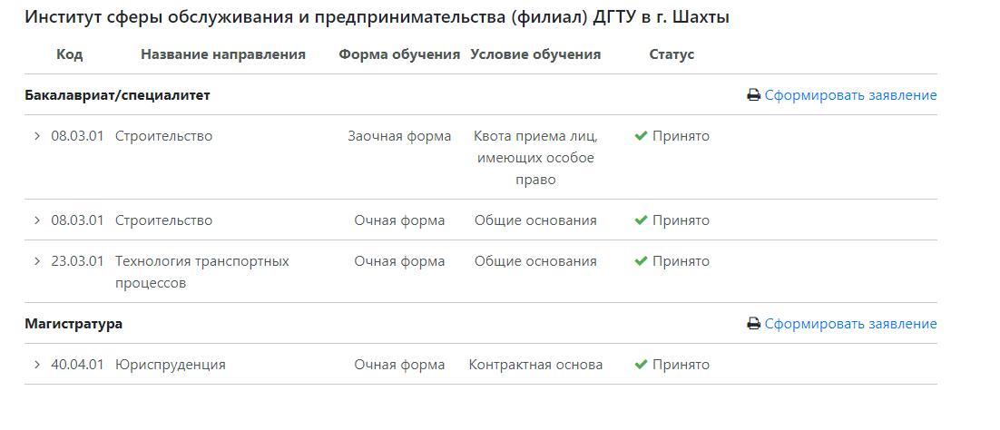 Институт сферы обслуживания и предпринимательства (филиал) ДГТУ в г. Шахты
Код Название направления Форма обучения Условие обучения Статус
Бакалавриат/специалитет Сформировать заявление
08.03.01 Строительство Заочная форма Квота приема лиц, Принято
имеющих особое
право
08.03.01 Строительство Очная форма Общие основания Принято
23.03.01 Технология транспортных Очная форма Общие основания Принято
процессов
Магистратура Сформировать заявление
40.04.01 Юриспруденция Очная форма Контрактная основа Принято